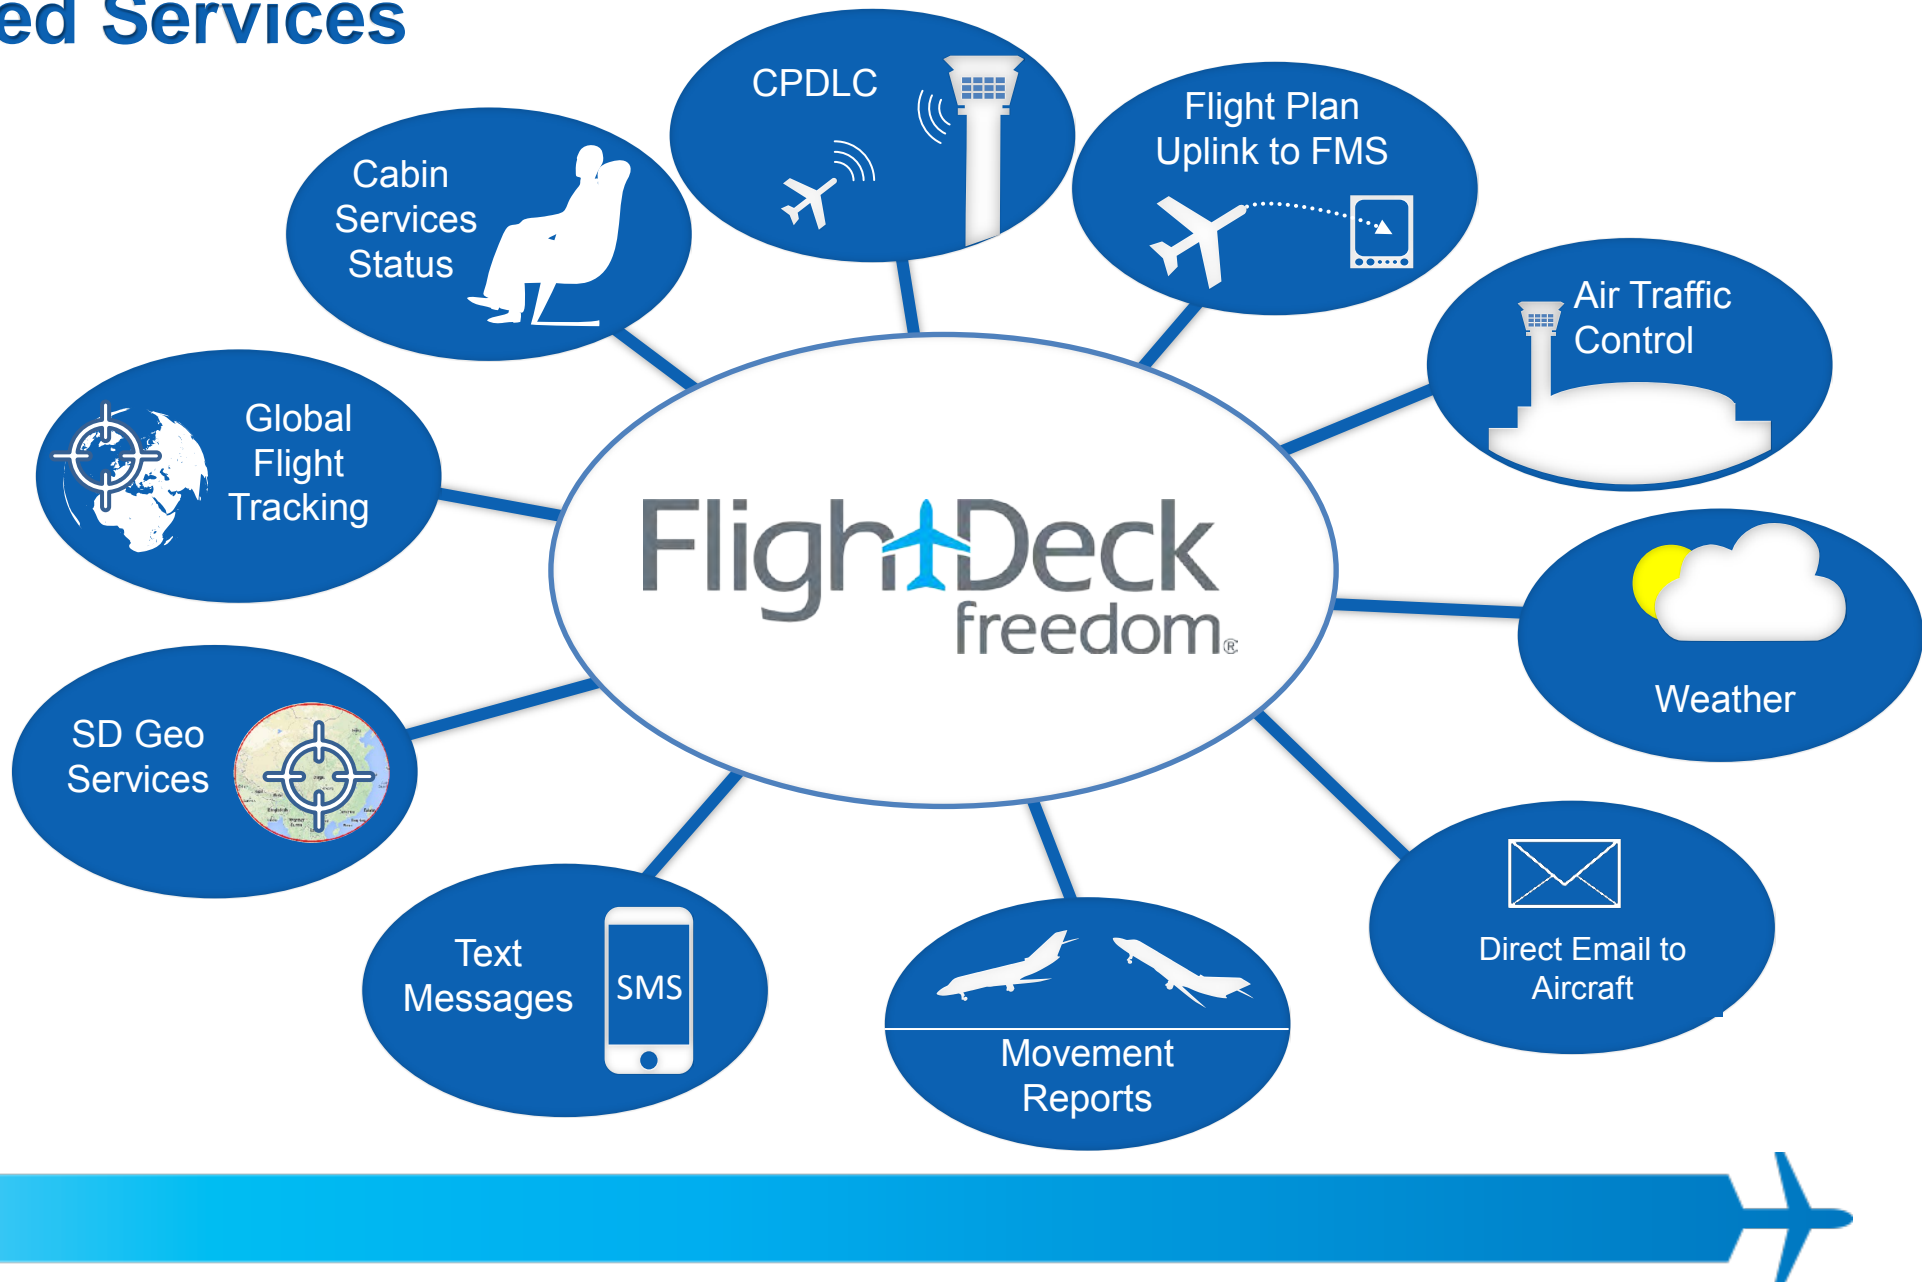 ed Services
CPDLC
Flight Plan
Uplink to FMS
Cabin
Services
Status
Air Traffic
Control
Global
Flight
Tracking
FlightDeck
freedom®
Weather
SD Geo
Services
Text
Messages
SMS
Direct Email to
Aircraft
Movement
Reports